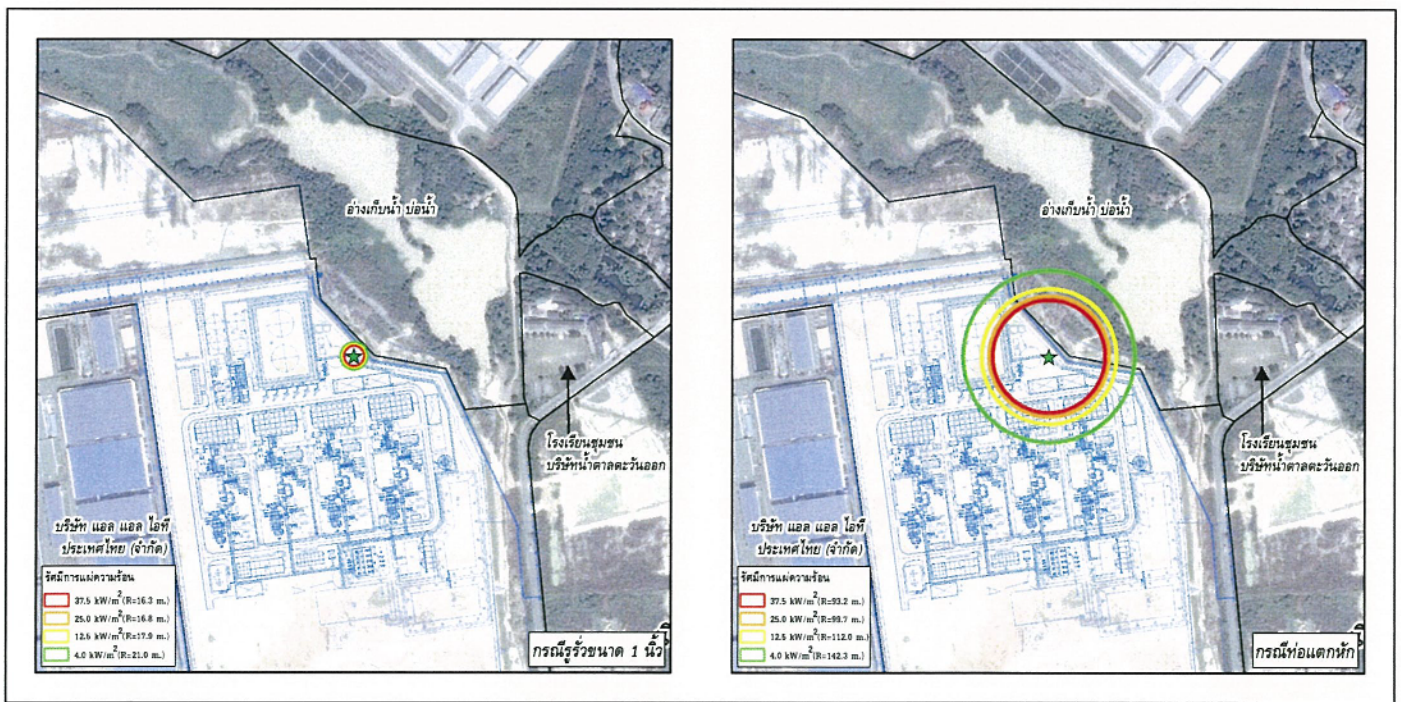 อ่างเก็บน้ำ บ่อน้ำ
โรงเรียนชุมชน
บริษัทน้ำตาลตะวันออก
บริษัท แอล แอล ไอที
ประเทศไทย (จำกัด)
รัศมีการแผ่ความร้อน
37.5 kW/m² (R=16.3 m.)
25.0 kW/m² (R=16.8 m.)
12.5 kW/m² (R=17.9 m.)
4.0 kW/m² (R=21.0 m.)
กรณีรูรั่วขนาด 1 นิ้ว
อ่างเก็บน้ำ บ่อน้ำ
โรงเรียนชุมชน
บริษัทน้ำตาลตะวันออก
บริษัท แอล แอล ไอที
ประเทศไทย (จำกัด)
รัศมีการแผ่ความร้อน
37.5 kW/m² (R=93.2 m.)
25.0 kW/m² (R=99.7 m.)
12.5 kW/m² (R=112.0 m.)
4.0 kW/m² (R=142.3 m.)
กรณีท่อแตกหัก